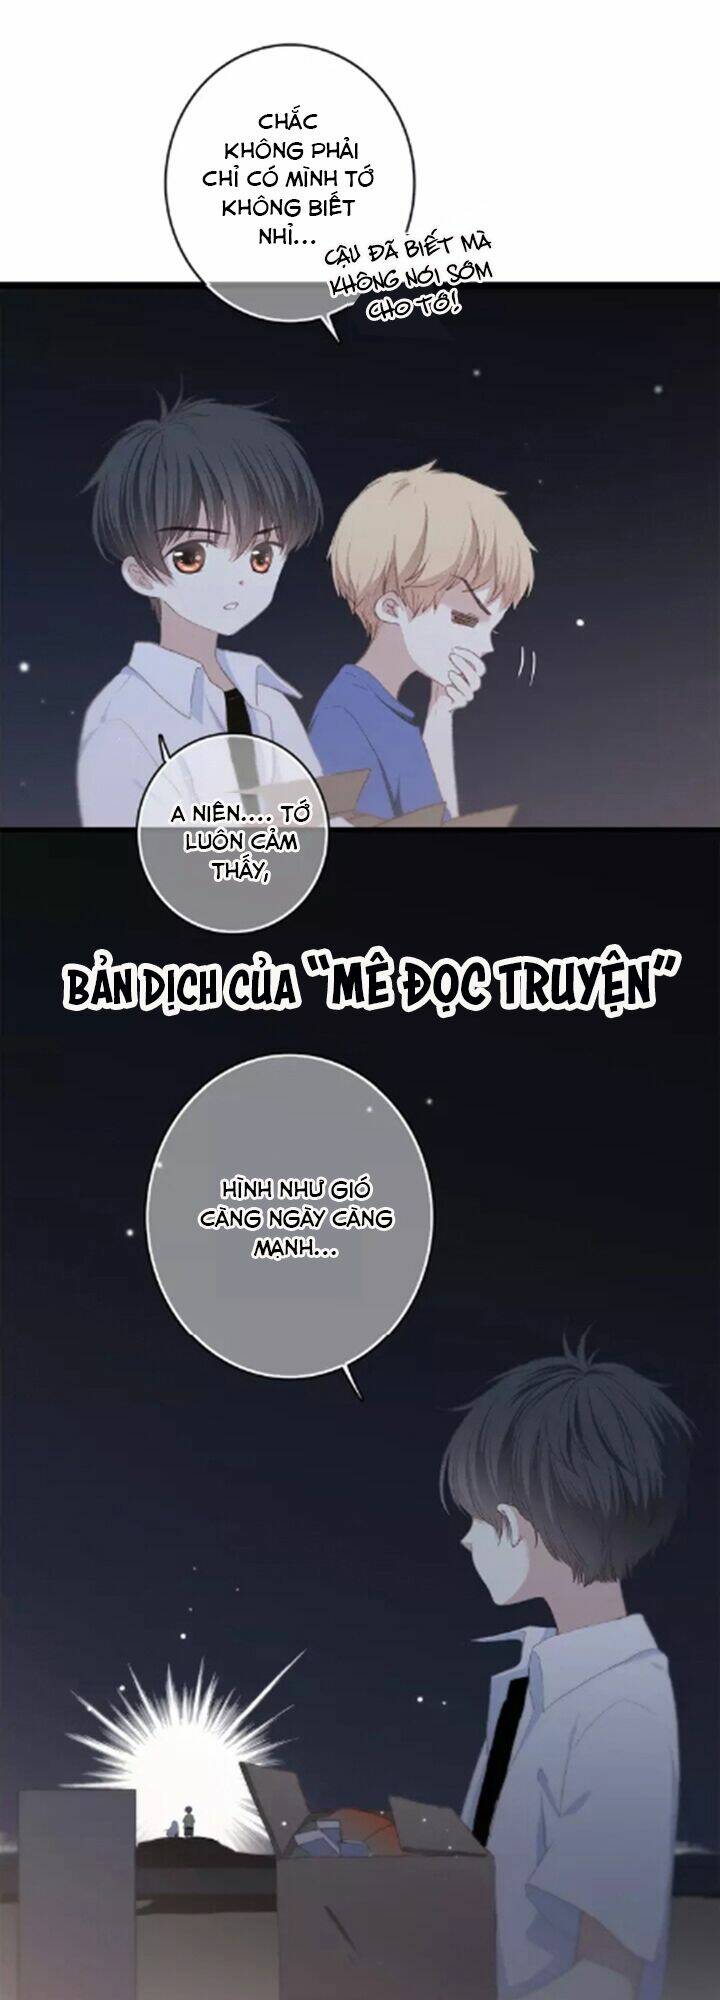 CHẮC
KHÔNG PHẢI
CHỈ CÓ MÌNH TỚ
KHÔNG BIẾT
NHỈ...
CẬU ĐÃ BIẾT MÀ
KHÔNG NÓI SỚM
CHO TỚ!
A NIÊN.... TỚ
LUÔN CẢM
THẤY,
BẢN DỊCH CỦA "MÊ ĐỌC TRUYỆN"
HÌNH NHƯ GIÓ
CÀNG NGÀY CÀNG
MẠNH...